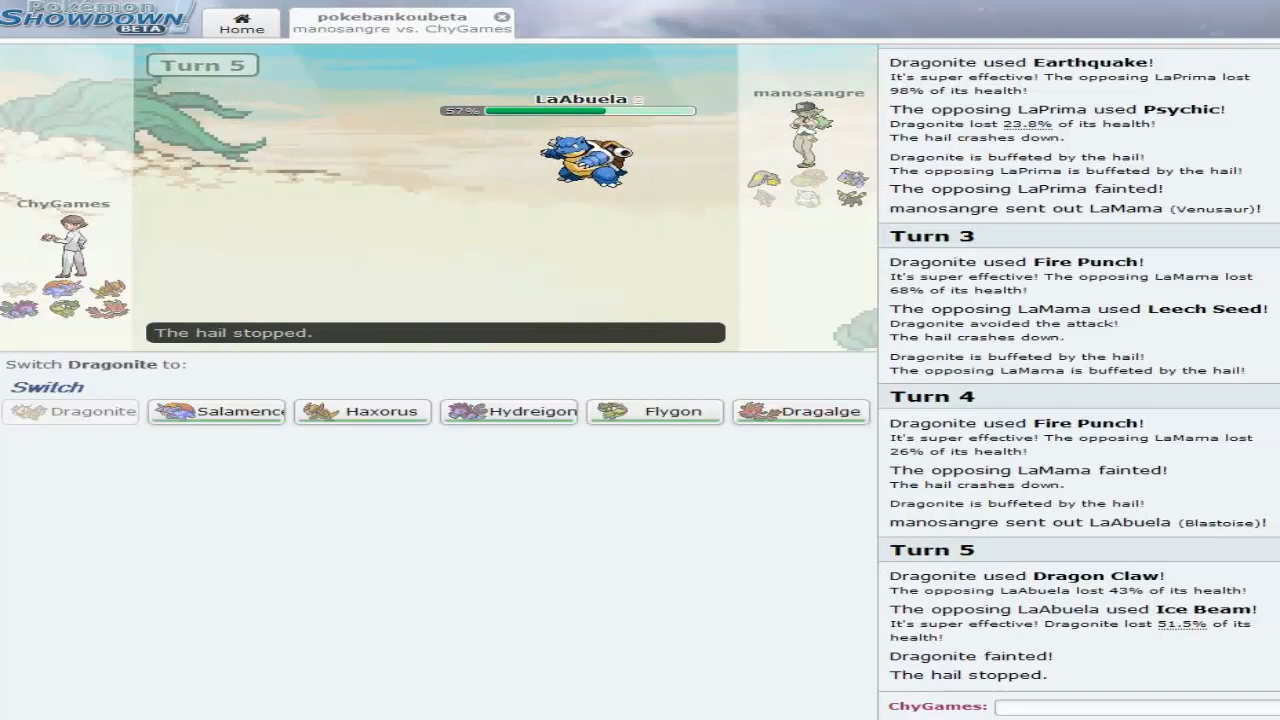 Pokémon
SHOWDOWN
BETA
Home
pokebankoubeta
manosangre vs. ChyGames
Turn 5
LaAbuela
57%
manosangre
ChyGames
The hail stopped.
Switch Dragonite to:
Switch
Dragonite
Salamenc
Haxorus
Hydreigon
Flygon
Dragalge
Dragonite used Earthquake!
It's super effective! The opposing LaPrima lost
98% of its health!
The opposing LaPrima used Psychic!
Dragonite lost 23.8% of its health!
The hail crashes down.
Dragonite is buffeted by the hail!
The opposing LaPrima is buffeted by the hail!
The opposing LaPrima fainted!
manosangre sent out LaMama (Venusaur)!
Turn 3
Dragonite used Fire Punch!
It's super effective! The opposing LaMama lost
68% of its health!
The opposing LaMama used Leech Seed!
Dragonite avoided the attack!
The hail crashes down.
Dragonite is buffeted by the hail!
The opposing LaMama is buffeted by the hail!
Turn 4
Dragonite used Fire Punch!
It's super effective! The opposing LaMama lost
26% of its health!
The opposing LaMama fainted!
The hail crashes down.
Dragonite is buffeted by the hail!
manosangre sent out LaAbuela (Blastoise)!
Turn 5
Dragonite used Dragon Claw!
The opposing LaAbuela lost 43% of its health!
The opposing LaAbuela used Ice Beam!
It's super effective! Dragonite lost 51.5% of its
health!
Dragonite fainted!
The hail stopped.
ChyGames: